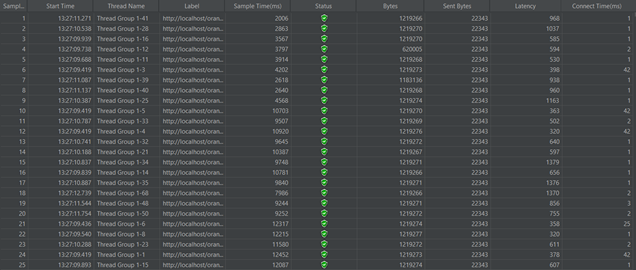 Sampl... Start Time Thread Name Label Sample Time(ms) Status Bytes Sent Bytes Latency Connect Time(ms)
1 13:27:11.271 Thread Group 1-41 http://localhost/oran... 2006 1219266 22343 968 1
2 13:27:10.538 Thread Group 1-28 http://localhost/oran... 2863 1219270 22343 1037 1
3 13:27:09.939 Thread Group 1-16 http://localhost/oran... 3567 1219270 22343 585 1
4 13:27:09.738 Thread Group 1-12 http://localhost/oran... 3797 620005 22343 594 2
5 13:27:09.688 Thread Group 1-11 http://localhost/oran... 3914 1219268 22343 530 1
6 13:27:09.419 Thread Group 1-3 http://localhost/oran... 4202 1219273 22343 398 42
7 13:27:11.087 Thread Group 1-39 http://localhost/oran... 2618 1183136 22343 938 1
8 13:27:11.137 Thread Group 1-40 http://localhost/oran... 2640 1219268 22343 960 1
9 13:27:10.387 Thread Group 1-25 http://localhost/oran... 4568 1219274 22343 1163 1
10 13:27:09.419 Thread Group 1-5 http://localhost/oran... 10703 1219270 22343 363 42
11 13:27:10.787 Thread Group 1-33 http://localhost/oran... 9507 1219269 22343 502 2
12 13:27:09.419 Thread Group 1-4 http://localhost/oran... 10920 1219276 22343 320 42
13 13:27:10.741 Thread Group 1-32 http://localhost/oran... 9645 1219272 22343 640 1
14 13:27:10.188 Thread Group 1-21 http://localhost/oran... 10387 1219267 22343 597 1
15 13:27:10.837 Thread Group 1-34 http://localhost/oran... 9748 1219271 22343 1379 1
16 13:27:09.839 Thread Group 1-14 http://localhost/oran... 10781 1219266 22343 656 1
17 13:27:10.887 Thread Group 1-35 http://localhost/oran... 9840 1219271 22343 1376 1
18 13:27:12.739 Thread Group 1-68 http://localhost/oran... 7986 1219266 22343 1370 2
19 13:27:11.544 Thread Group 1-48 http://localhost/oran... 9244 1219271 22343 856 3
20 13:27:11.754 Thread Group 1-50 http://localhost/oran... 9252 1219272 22343 755 2
21 13:27:09.436 Thread Group 1-6 http://localhost/oran... 12317 1219274 22343 358 25
22 13:27:09.540 Thread Group 1-8 http://localhost/oran... 12215 1219277 22343 320 1
23 13:27:10.288 Thread Group 1-23 http://localhost/oran... 11580 1219272 22343 611 2
24 13:27:09.419 Thread Group 1-1 http://localhost/oran... 12452 1219273 22343 378 42
25 13:27:09.893 Thread Group 1-15 http://localhost/oran... 12087 1219274 22343 607 1